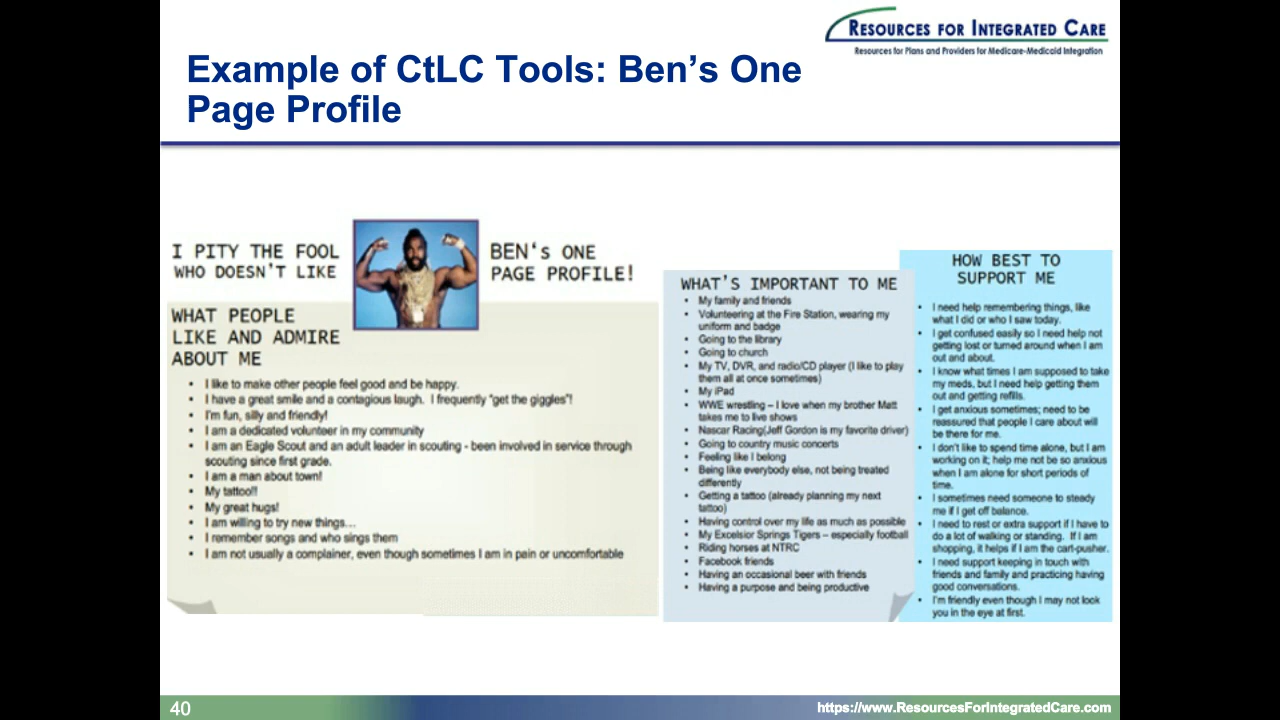 RESOURCES FOR INTEGRATED CARE
Resources for Plans and Providers for Medicare-Medicaid Integration
Example of CtLC Tools: Ben's One
Page Profile
I PITY THE FOOL
WHO DOESN'T LIKE
BEN's ONE
PAGE PROFILE!
WHAT PEOPLE
LIKE AND ADMIRE
ABOUT ME
• I like to make other people feel good and be happy.
• I have a great smile and a contagious laugh. I frequently "get the giggles"!
• I'm fun, silly and friendly!
• I am a dedicated volunteer in my community
• I am an Eagle Scout and an adult leader in scouting - been involved in service through
scouting since first grade.
• I am a man about town!
• My tattoo!!
• My great hugs!
• I am willing to try new things…
• I remember songs and who sings them
• I am not usually a complainer, even though sometimes I am in pain or uncomfortable
WHAT'S IMPORTANT TO ME
• My family and friends
• Volunteering at the Fire Station, wearing my
uniform and badge
• Going to the library
• Going to church
• My TV, DVR, and radio/CD player (I like to play
them all at once sometimes)
• My iPad
• WWE wrestling – I love when my brother Matt
takes me to live shows
• Nascar Racing(Jeff Gordon is my favorite driver)
• Going to country music concerts
• Feeling like I belong
• Being like everybody else, not being treated
differently
• Getting a tattoo (already planning my next
tattoo)
• Having control over my life as much as possible
• My Excelsior Springs Tigers – especially football
• Riding horses at NTRC
• Facebook friends
• Having an occasional beer with friends
• Having a purpose and being productive
HOW BEST TO
SUPPORT ME
• I need help remembering things, like
what I did or who I saw today.
• I get confused easily so I need help not
getting lost or turned around when I am
out and about.
• I know what times I am supposed to take
my meds, but I need help getting them
out and getting refills.
• I get anxious sometimes; need to be
reassured that people I care about will
be there for me.
• I don't like to spend time alone, but I am
working on it; help me not be so anxious
when I am alone for short periods of
time.
• I sometimes need someone to steady
me if I get off balance.
• I need to rest or extra support if I have to
do a lot of walking or standing. If I am
shopping, it helps if I am the cart-pusher.
• I need support keeping in touch with
friends and family and practicing having
good conversations.
• I'm friendly even though I may not look
you in the eye at first.
40
https://www.ResourcesForIntegratedCare.com